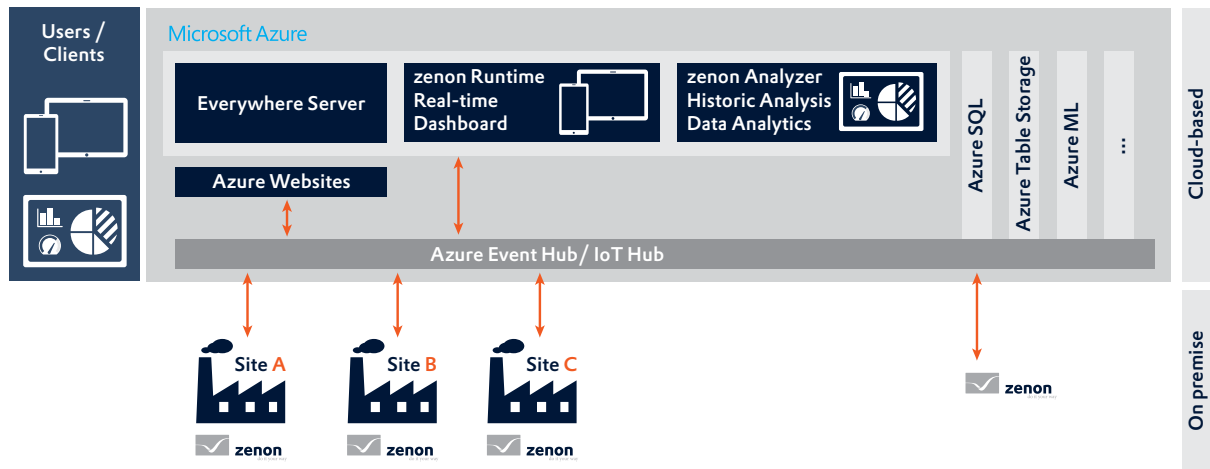 Users /
Clients
Microsoft Azure
Everywhere Server
zenon Runtime
Real-time
Dashboard
zenon Analyzer
Historic Analysis
Data Analytics
Azure Websites
Azure SQL
Azure Table Storage
Azure ML
...
Cloud-based
Azure Event Hub/ IoT Hub
Site A
Site B
Site C
zenon
zenon
zenon
zenon
On premise